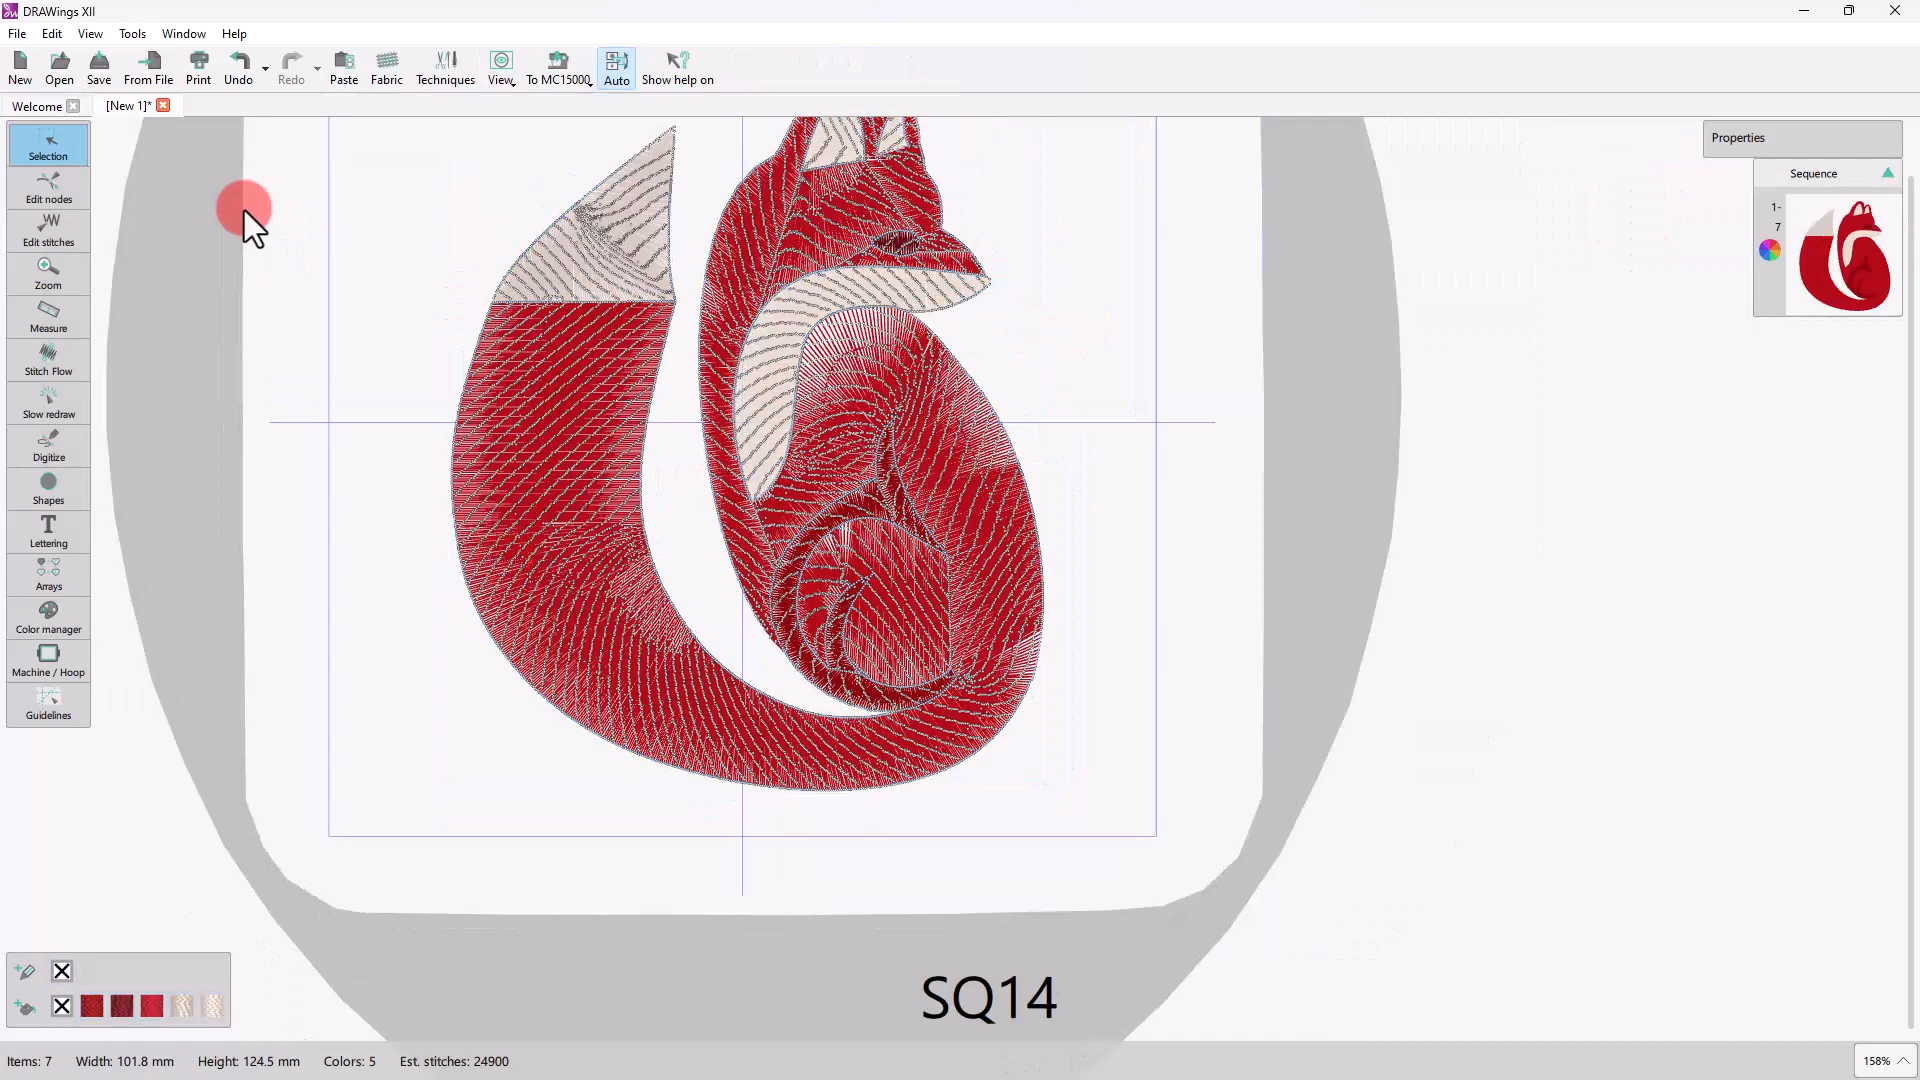 DRAWings XII
File Edit View Tools Window Help
New Open Save From File Print Undo Redo Paste Fabric Techniques View To MC15000 Auto Show help on
Welcome [New 1]*
Selection
Edit nodes
Edit stitches
Zoom
Measure
Stitch Flow
Slow redraw
Digitize
Shapes
Lettering
Arrays
Color manager
Machine / Hoop
Guidelines
Properties
Sequence
1-
7
SQ14
Items: 7 Width: 101.8 mm Height: 124.5 mm Colors: 5 Est. stitches: 24900
158%